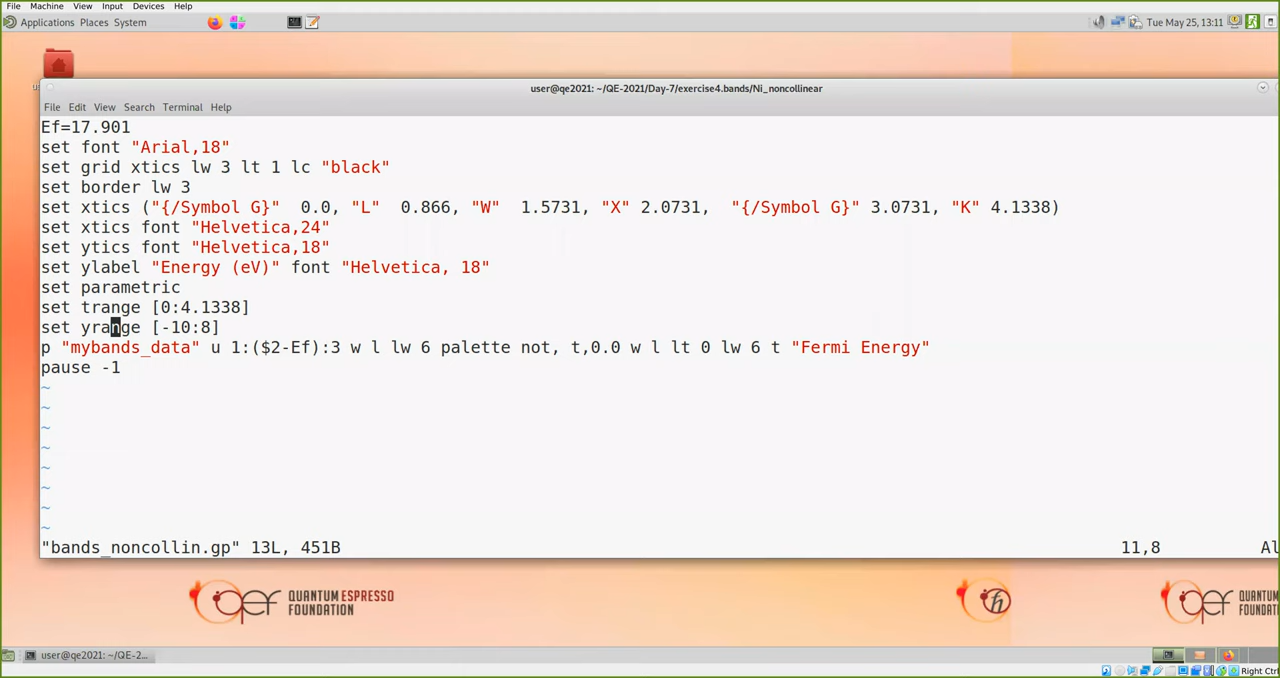 File Machine View Input Devices Help
Applications Places System
Tue May 25, 13:11
user@qe2021: ~/QE-2021/Day-7/exercise4.bands/Ni_noncollinear
File Edit View Search Terminal Help
Ef=17.901
set font "Arial,18"
set grid xtics lw 3 lt 1 lc "black"
set border lw 3
set xtics ("{/Symbol G}"  0.0, "L"  0.866, "W"  1.5731, "X" 2.0731,  "{/Symbol G}" 3.0731, "K" 4.1338)
set xtics font "Helvetica,24"
set ytics font "Helvetica,18"
set ylabel "Energy (eV)" font "Helvetica, 18"
set parametric
set trange [0:4.1338]
set yrange [-10:8]
p "mybands_data" u 1:($2-Ef):3 w l lw 6 palette not, t,0.0 w l lt 0 lw 6 t "Fermi Energy"
pause -1
~
~
~
~
~
~
~
~
"bands_noncollin.gp" 13L, 451B 11,8 Al
QUANTUM ESPRESSO
FOUNDATION
QUANTUM
FOUNDAT
user@qe2021: ~/QE-2...
Right Ctrl